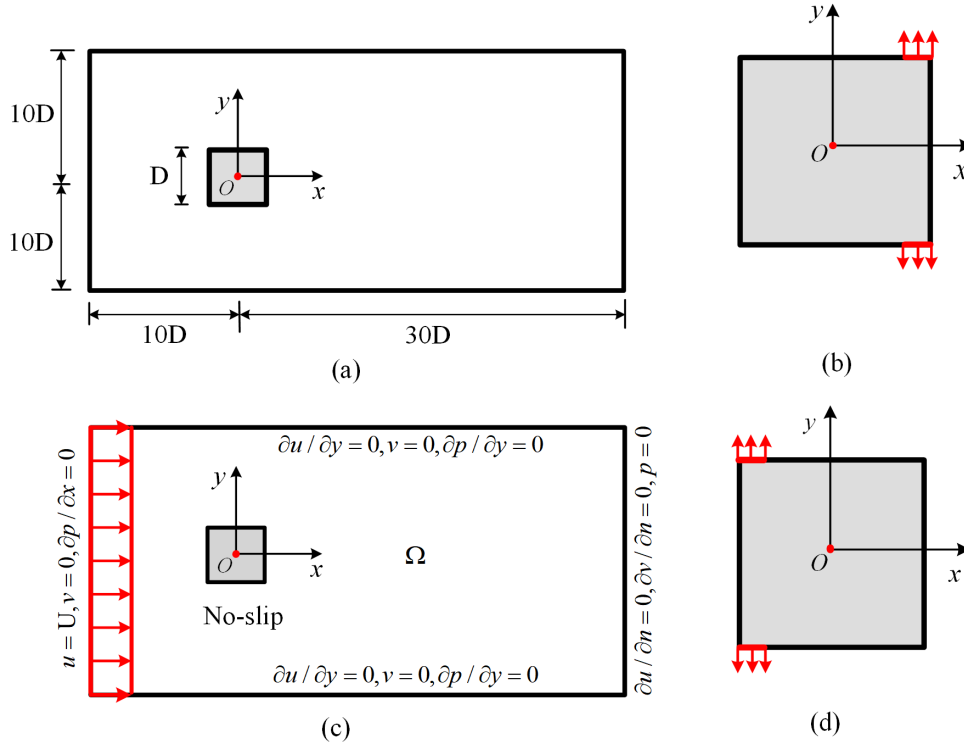 10D
10D
D
y
O
x
10D
30D
(a)
y
O
x
(b)
u = U, v = 0, ∂p / ∂x = 0
∂u / ∂y = 0, v = 0, ∂p / ∂y = 0
y
O
x
Ω
No-slip
∂u / ∂y = 0, v = 0, ∂p / ∂y = 0
∂u / ∂n = 0, ∂v / ∂n = 0, p = 0
(c)
y
O
x
(d)